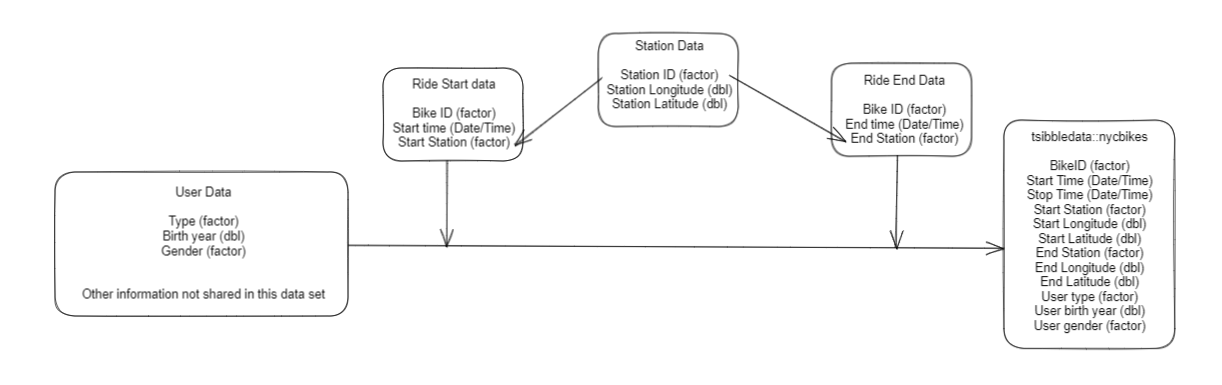 Station Data
Station ID (factor)
Station Longitude (dbl)
Station Latitude (dbl)
Ride Start data
Bike ID (factor)
Start time (Date/Time)
Start Station (factor)
Ride End Data
Bike ID (factor)
End time (Date/Time)
End Station (factor)
User Data
Type (factor)
Birth year (dbl)
Gender (factor)
Other information not shared in this data set
tsibbledata::nycbikes
BikeID (factor)
Start Time (Date/Time)
Stop Time (Date/Time)
Start Station (factor)
Start Longitude (dbl)
Start Latitude (dbl)
End Station (factor)
End Longitude (dbl)
End Latitude (dbl)
User type (factor)
User birth year (dbl)
User gender (factor)